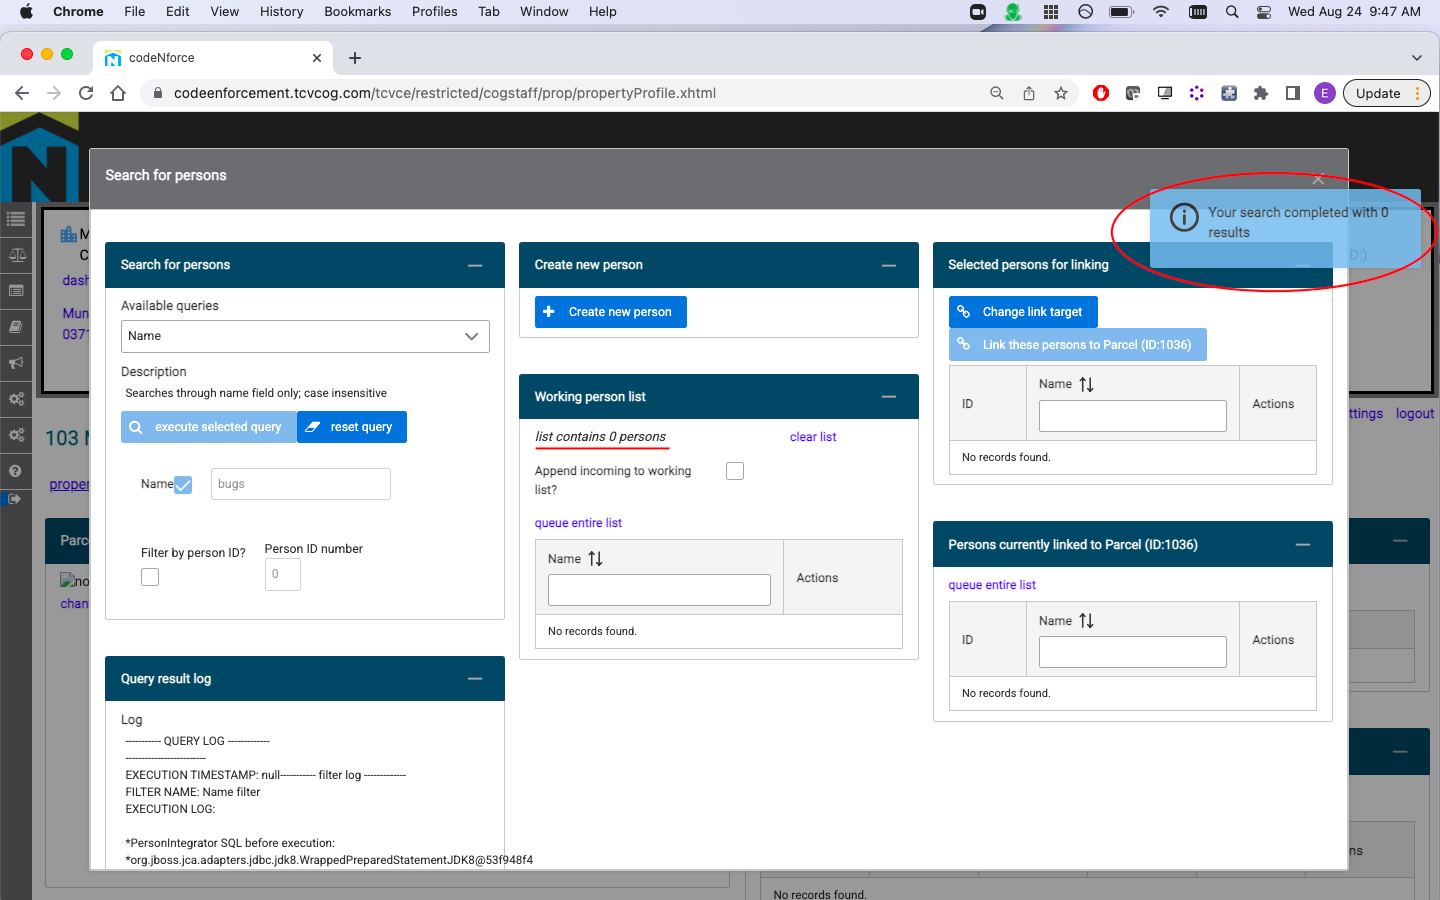 Chrome File Edit View History Bookmarks Profiles Tab Window Help Wed Aug 24 9:47 AM
codeNforce
codeenforcement.tcvcog.com/tcvce/restricted/cogstaff/prop/propertyProfile.xhtml
E
Update
Search for persons
Your search completed with 0
results
D:)
M
C
dash
Mun
0371
Search for persons
Available queries
Name
Description
Searches through name field only; case insensitive
execute selected query
reset query
Name
bugs
Filter by person ID?
Person ID number
0
Query result log
Log
----------- QUERY LOG -------------
-------------------------
EXECUTION TIMESTAMP: null----------- filter log -------------
FILTER NAME: Name filter
EXECUTION LOG:
*PersonIntegrator SQL before execution:
*org.jboss.jca.adapters.jdbc.jdk8.WrappedPreparedStatementJDK8@53f948f4
Create new person
Create new person
Working person list
list contains 0 persons
clear list
Append incoming to working
list?
queue entire list
Name
Actions
No records found.
Selected persons for linking
Change link target
Link these persons to Parcel (ID:1036)
ID
Name
Actions
No records found.
Persons currently linked to Parcel (ID:1036)
queue entire list
ID
Name
Actions
No records found.
ttings logout
103 M
proper
Parc
no
chan
ns
No records found.